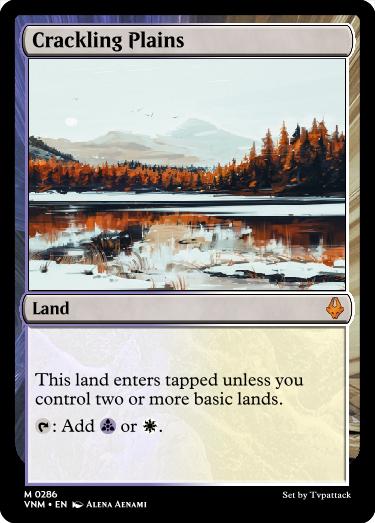 Crackling Plains
Land
This land enters tapped unless you
control two or more basic lands.
: Add or .
M 0286
VNM • EN Alena Aenami
Set by Tvpattack